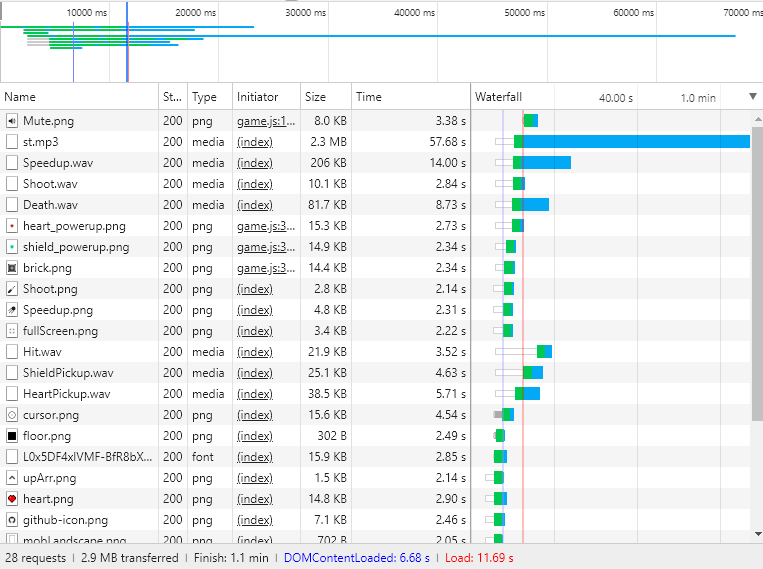 10000 ms 20000 ms 30000 ms 40000 ms 50000 ms 60000 ms 70000 ms
Name St... Type Initiator Size Time Waterfall 40.00 s 1.0 min
Mute.png 200 png game.js:1... 8.0 KB 3.38 s
st.mp3 200 media (index) 2.3 MB 57.68 s
Speedup.wav 200 media (index) 206 KB 14.00 s
Shoot.wav 200 media (index) 10.1 KB 2.84 s
Death.wav 200 media (index) 81.7 KB 8.73 s
heart_powerup.png 200 png game.js:3... 15.3 KB 2.73 s
shield_powerup.png 200 png game.js:3... 14.9 KB 2.34 s
brick.png 200 png game.js:3... 14.4 KB 2.34 s
Shoot.png 200 png (index) 2.8 KB 2.14 s
Speedup.png 200 png (index) 4.8 KB 2.31 s
fullScreen.png 200 png (index) 3.4 KB 2.22 s
Hit.wav 200 media (index) 21.9 KB 3.52 s
ShieldPickup.wav 200 media (index) 25.1 KB 4.63 s
HeartPickup.wav 200 media (index) 38.5 KB 5.71 s
cursor.png 200 png (index) 15.6 KB 4.54 s
floor.png 200 png (index) 302 B 2.49 s
L0x5DF4xlVMF-BfR8bX... 200 font (index) 15.9 KB 2.85 s
upArr.png 200 png (index) 1.5 KB 2.14 s
heart.png 200 png (index) 14.8 KB 2.90 s
github-icon.png 200 png (index) 7.1 KB 2.46 s
mobLandscape.png 200 png (index) 702 B 2.05 s
28 requests | 2.9 MB transferred | Finish: 1.1 min | DOMContentLoaded: 6.68 s | Load: 11.69 s